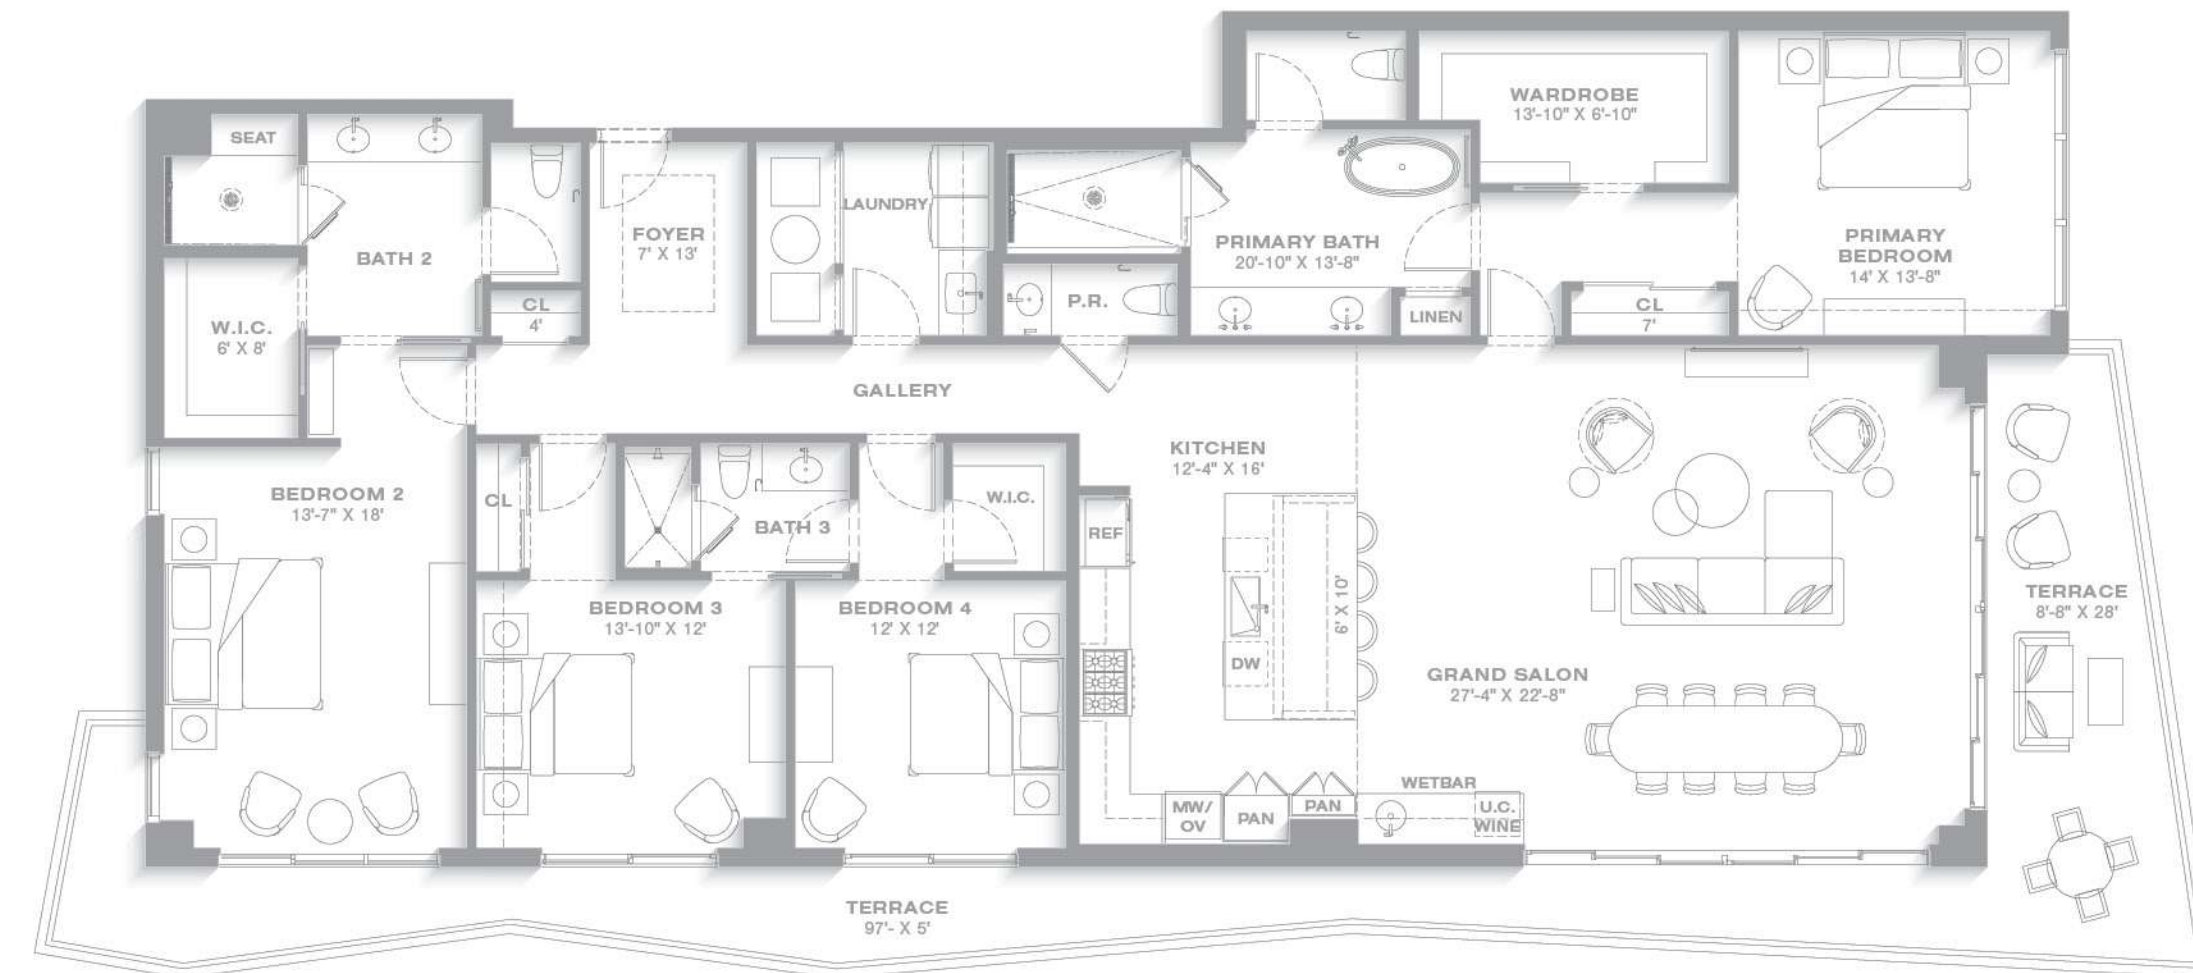 WARDROBE
13'-10" X 6'-10"
SEAT
LAUNDRY
FOYER
7' X 13'
BATH 2
PRIMARY BATH
20'-10" X 13'-8"
PRIMARY
BEDROOM
14' X 13'-8"
W.I.C.
6' X 8'
CL
4'
P.R.
LINEN
CL
7'
GALLERY
KITCHEN
12'-4" X 16'
BEDROOM 2
13'-7" X 18'
CL
BATH 3
W.I.C.
REF
6' X 10'
DW
TERRACE
8'-8" X 28'
BEDROOM 3
13'-10" X 12'
BEDROOM 4
12' X 12'
GRAND SALON
27'-4" X 22'-8"
MW/
OV
PAN
PAN
WETBAR
U.C.
WINE
TERRACE
97'- X 5'